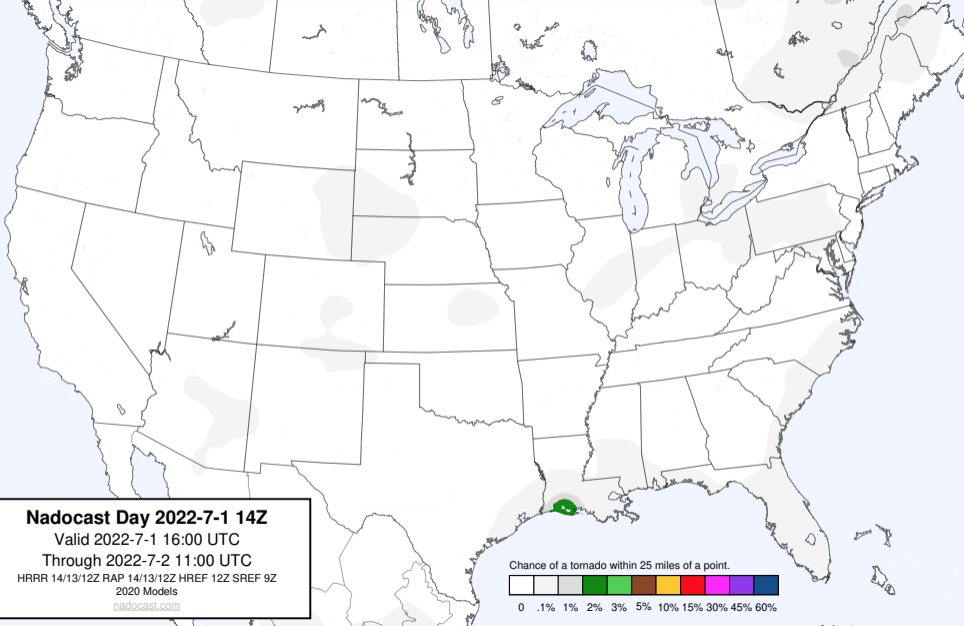 Nadocast Day 2022-7-1 14Z
Valid 2022-7-1 16:00 UTC
Through 2022-7-2 11:00 UTC
HRRR 14/13/12Z RAP 14/13/12Z HREF 12Z SREF 9Z
2020 Models
nadocast.com
Chance of a tornado within 25 miles of a point.
0 .1% 1% 2% 3% 5% 10% 15% 30% 45% 60%